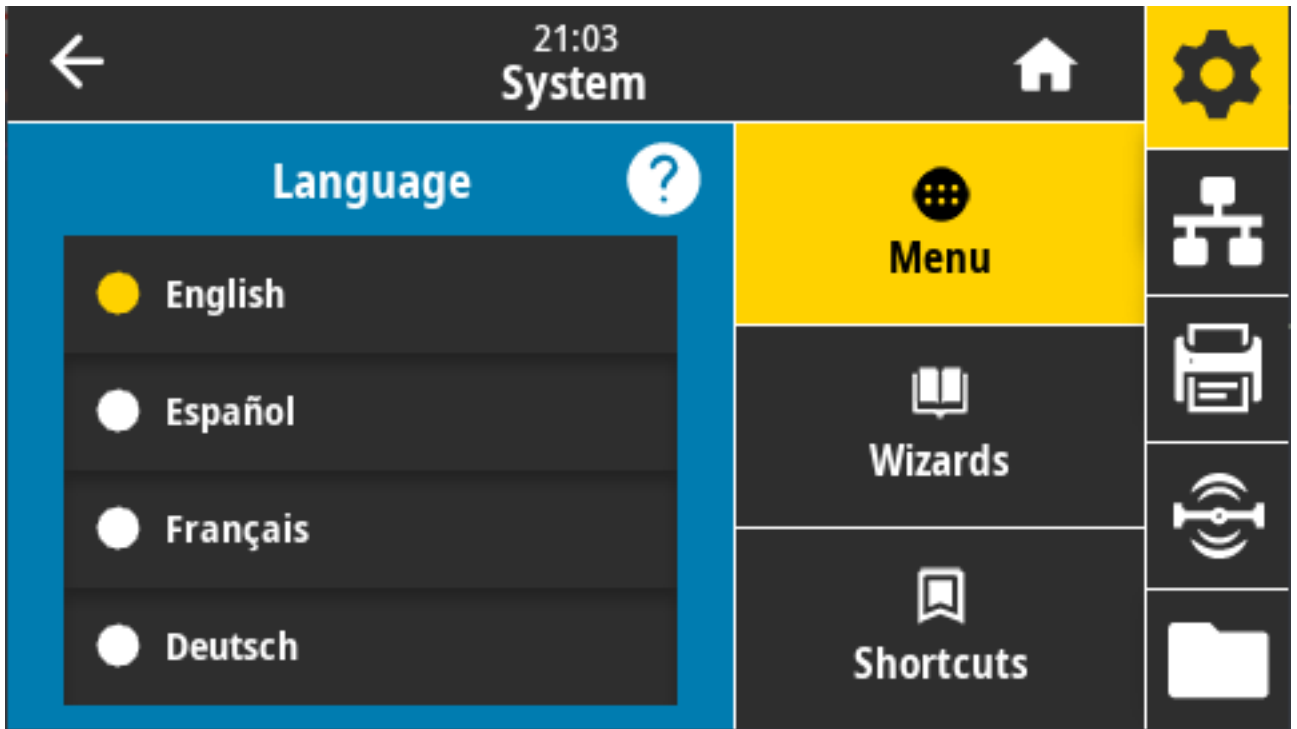 21:03
System
Language
?
English
Español
Français
Deutsch
Menu
Wizards
Shortcuts